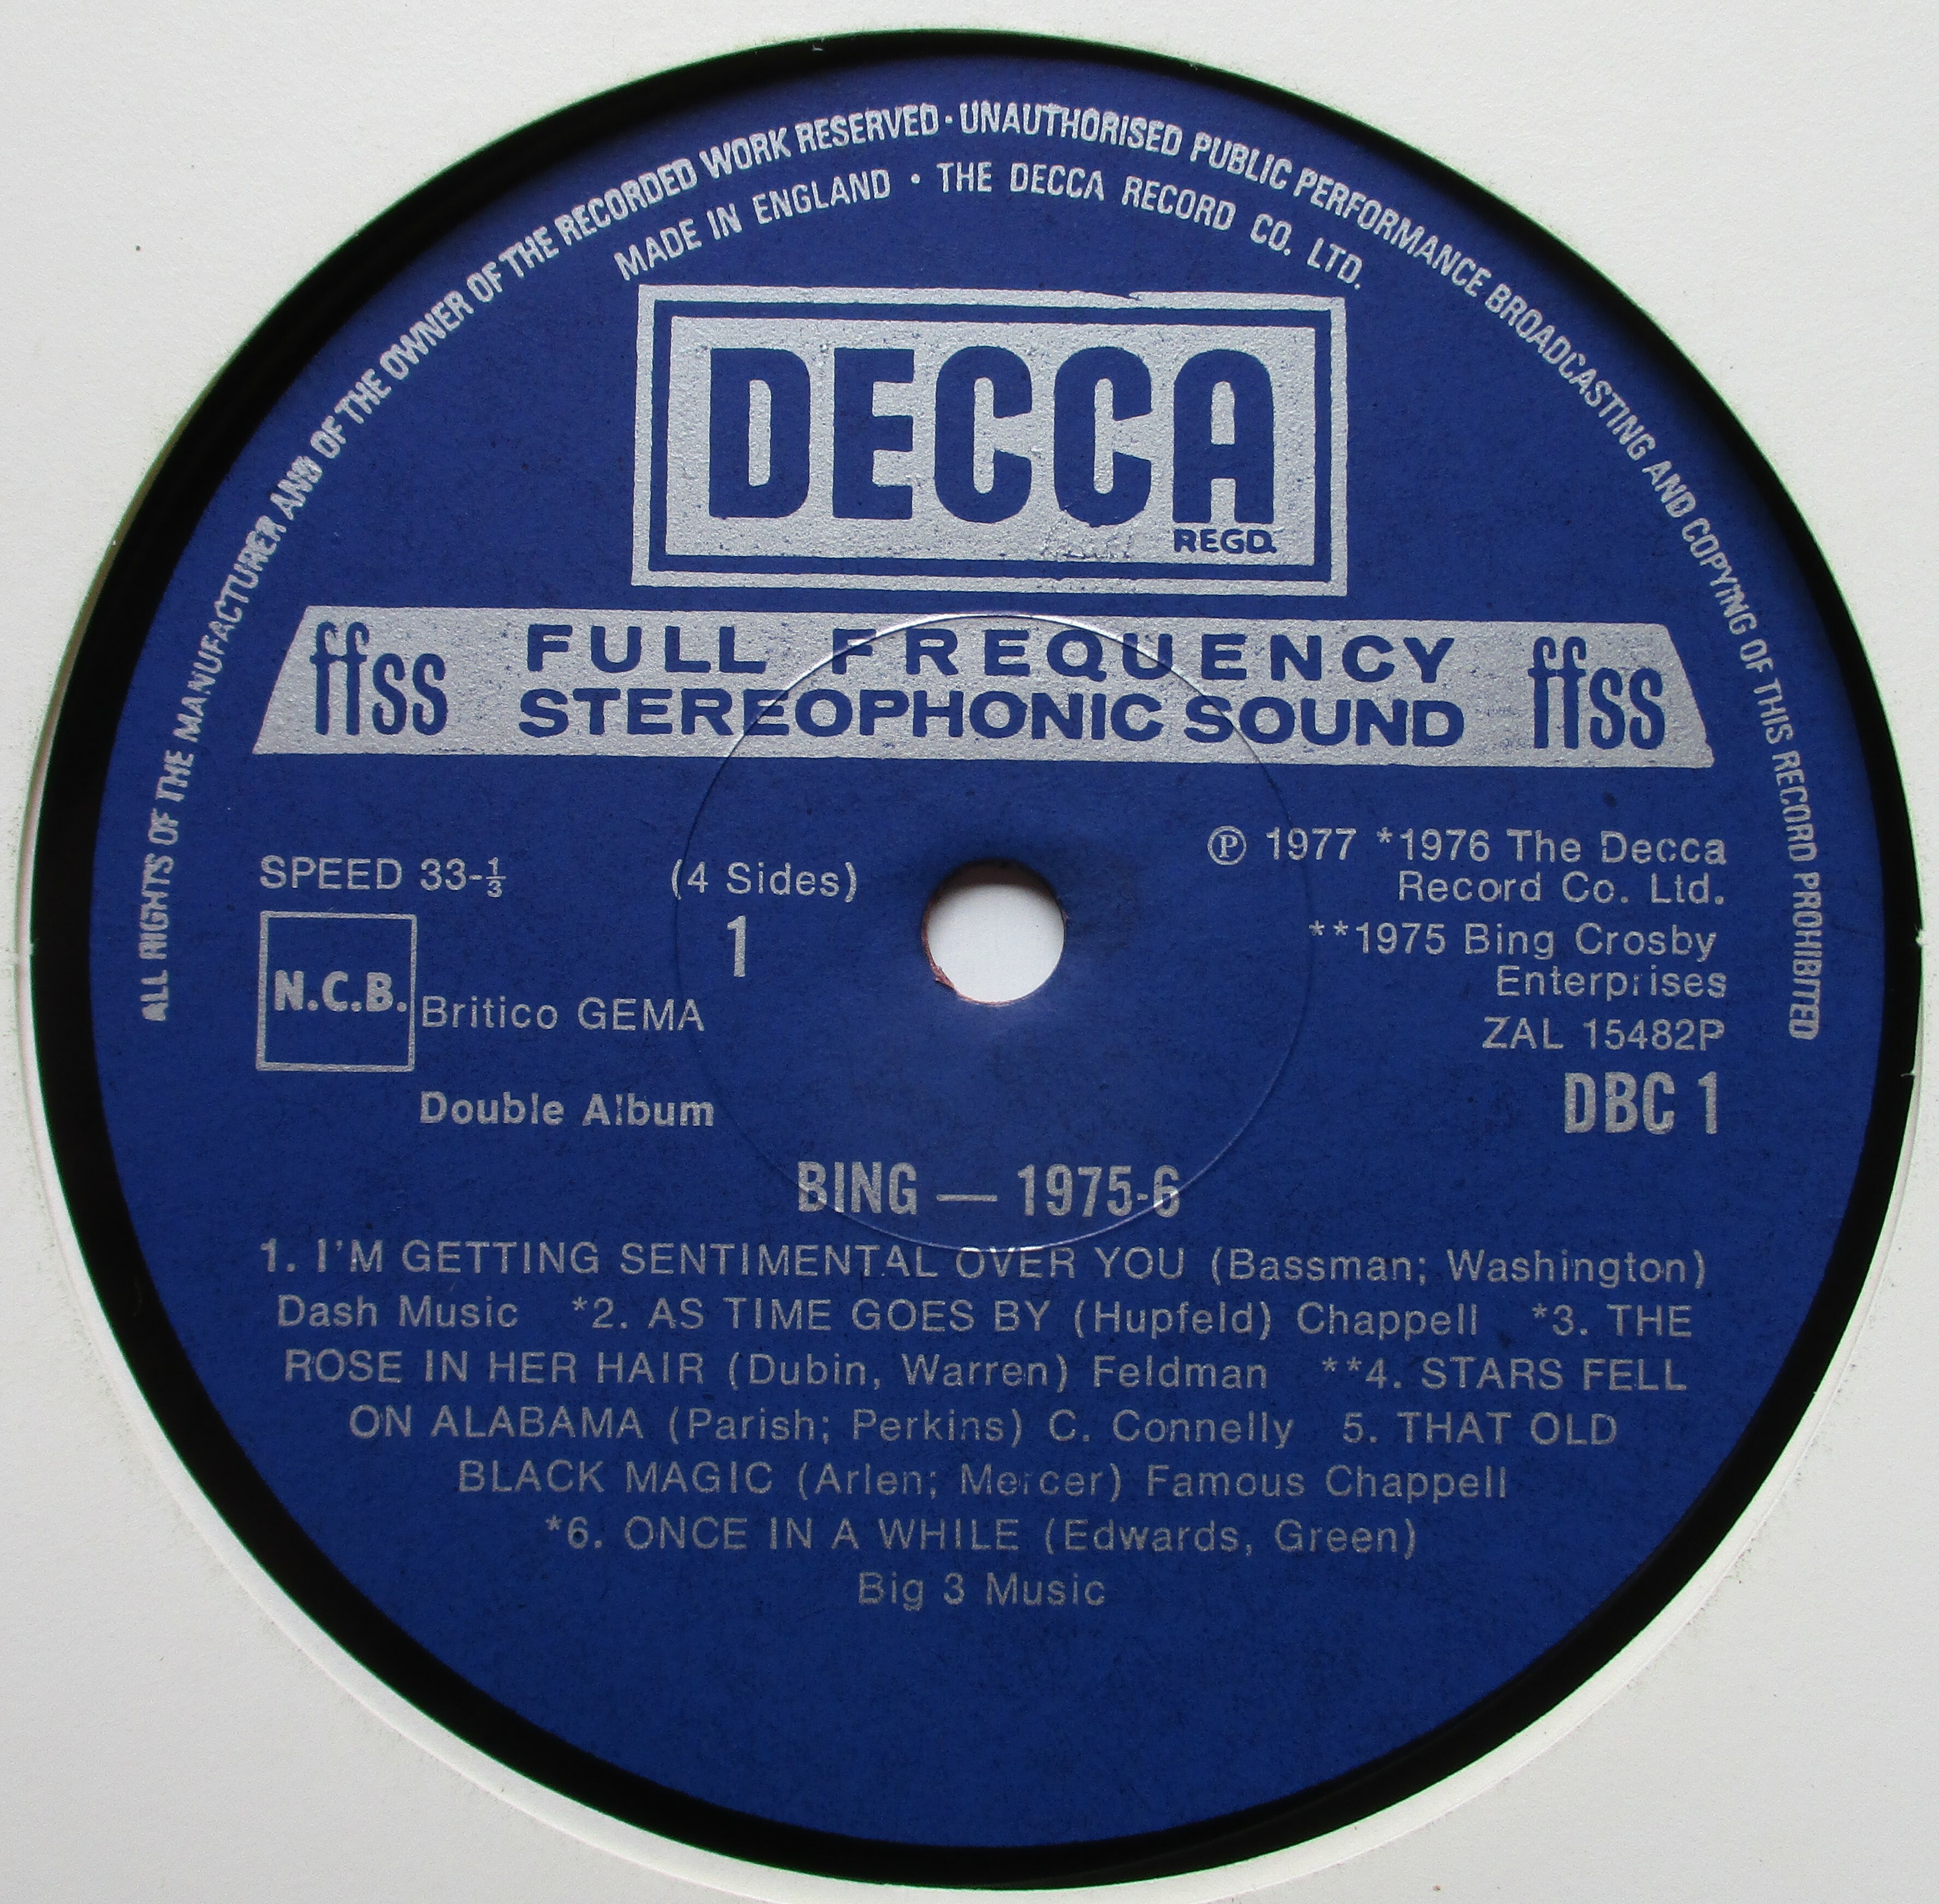 ALL RIGHTS OF THE MANUFACTURER AND OF THE OWNER OF THE RECORDED WORK RESERVED · UNAUTHORISED PUBLIC PERFORMANCE BROADCASTING AND COPYING OF THIS RECORD PROHIBITED
MADE IN ENGLAND · THE DECCA RECORD CO. LTD.
DECCA
REGD.
ffss FULL FREQUENCY ffss
STEREOPHONIC SOUND
SPEED 33-⅓
(4 Sides)
1
N.C.B. Britico GEMA
Double Album
℗ 1977 *1976 The Decca
Record Co. Ltd.
**1975 Bing Crosby
Enterprises
ZAL 15482P
DBC 1
BING — 1975-6
1. I'M GETTING SENTIMENTAL OVER YOU (Bassman; Washington)
Dash Music *2. AS TIME GOES BY (Hupfeld) Chappell *3. THE
ROSE IN HER HAIR (Dubin, Warren) Feldman **4. STARS FELL
ON ALABAMA (Parish; Perkins) C. Connelly 5. THAT OLD
BLACK MAGIC (Arlen; Mercer) Famous Chappell
*6. ONCE IN A WHILE (Edwards, Green)
Big 3 Music